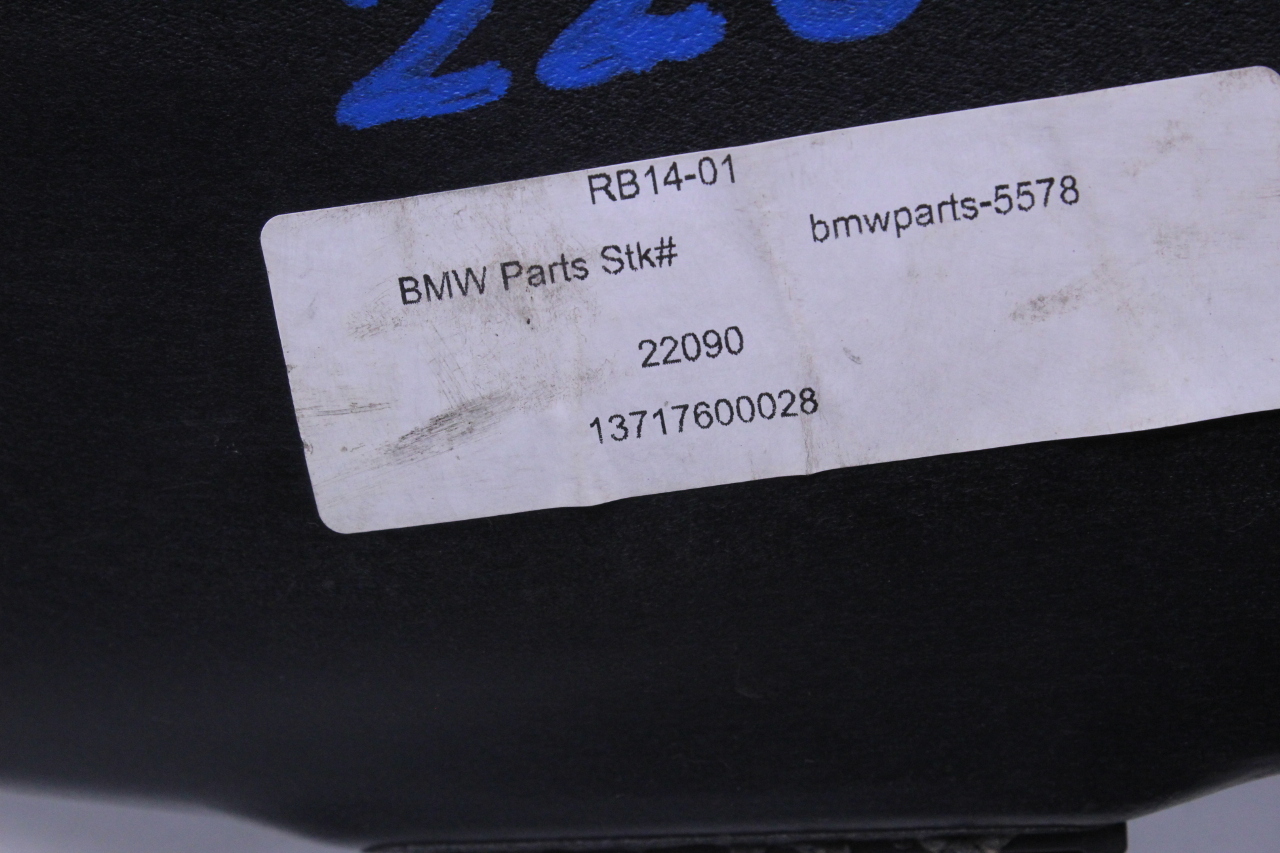 RB14-01
BMW Parts Stk# bmwparts-5578
22090
13717600028